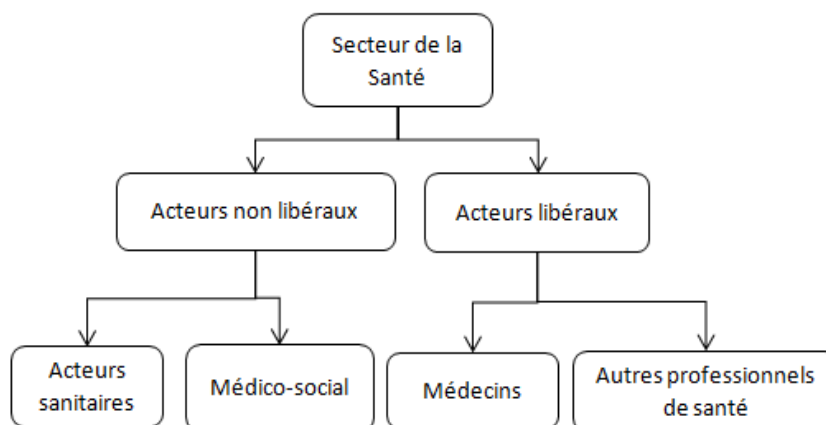 Secteur de la
Santé
Acteurs non libéraux
Acteurs libéraux
Acteurs
sanitaires
Médico-social
Médecins
Autres professionnels
de santé